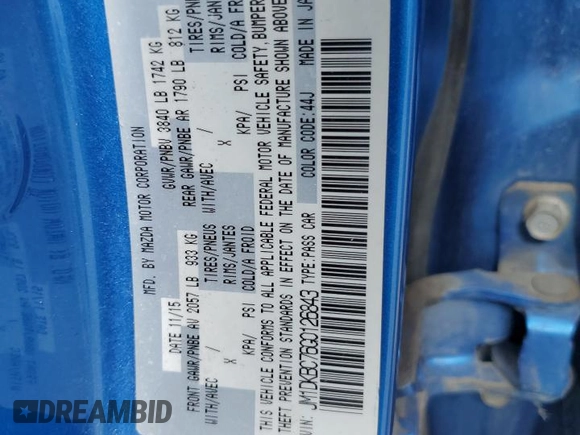 MFD. BY MAZDA MOTOR CORPORATION
DATE 11/15 GVWR/PNBV 3840 LB 1742 KG
FRONT GAWR/PNBE AV 2057 LB 933 KG REAR GAWR/PNBE AR 1790 LB 812 KG
WITH/AVEC / TIRES/PNEUS WITH/AVEC / TIRES/PN
X RIMS/JANTES X RIMS/JAN
KPA/ PSI COLD/A FROID KPA/ PSI COLD/A FRO
THIS VEHICLE CONFORMS TO ALL APPLICABLE FEDERAL MOTOR VEHICLE SAFETY, BUMPER
THEFT PREVENTION STANDARDS IN EFFECT ON THE DATE OF MANUFACTURE SHOWN ABOVE
VIN: JM1DKBC76G0126843 TYPE:PASS CAR COLOR CODE:44J MADE IN JA
DREAMBID